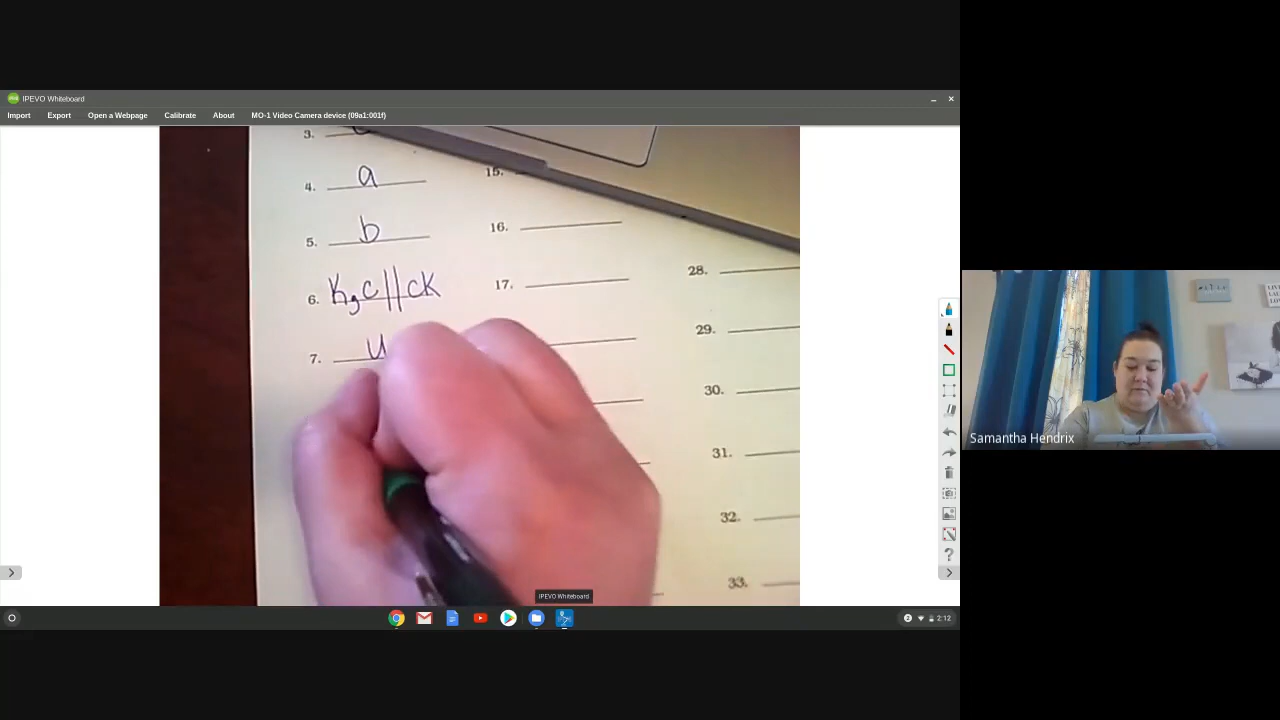 IPEVO Whiteboard
Import Export Open a Webpage Calibrate About MO-1 Video Camera device (09a1:001f)
3.
4. a
5. b
6. K, c || cK
7. u
15.
16.
17.
28.
29.
30.
31.
32.
33.
Samantha Hendrix
IPEVO Whiteboard
2:12